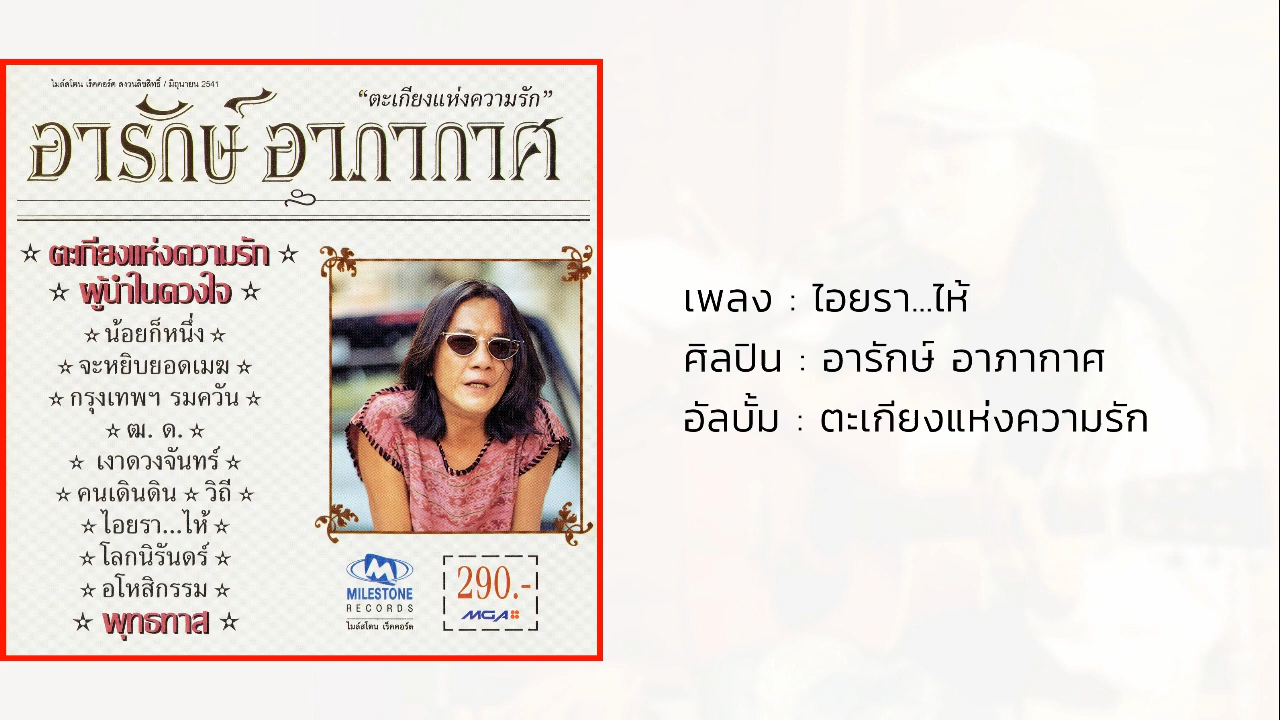 ไมล์สโตน เร็คคอร์ด สงวนลิขสิทธิ์ / มิถุนายน 2541
“ตะเกียงแห่งความรัก”
อารักษ์ อาภากาศ
☆ ตะเกียงแห่งความรัก ☆
☆ ผู้นำในดวงใจ ☆
☆ น้อยก็หนึ่ง ☆
☆ จะหยิบยอดเมฆ ☆
☆ กรุงเทพฯ รมควัน ☆
☆ ฒ. ด. ☆
☆ เงาดวงจันทร์ ☆
☆ คนเดินดิน ☆ วิถี ☆
☆ ไอยรา...ไห้ ☆
☆ โลกนิรันดร์ ☆
☆ อโหสิกรรม ☆
☆ พุทธทาส ☆
MILESTONE
RECORDS
ไมล์สโตน เร็คคอร์ด
290.-
MGA
เพลง : ไอยรา...ไห้
ศิลปิน : อารักษ์ อาภากาศ
อัลบั้ม : ตะเกียงแห่งความรัก